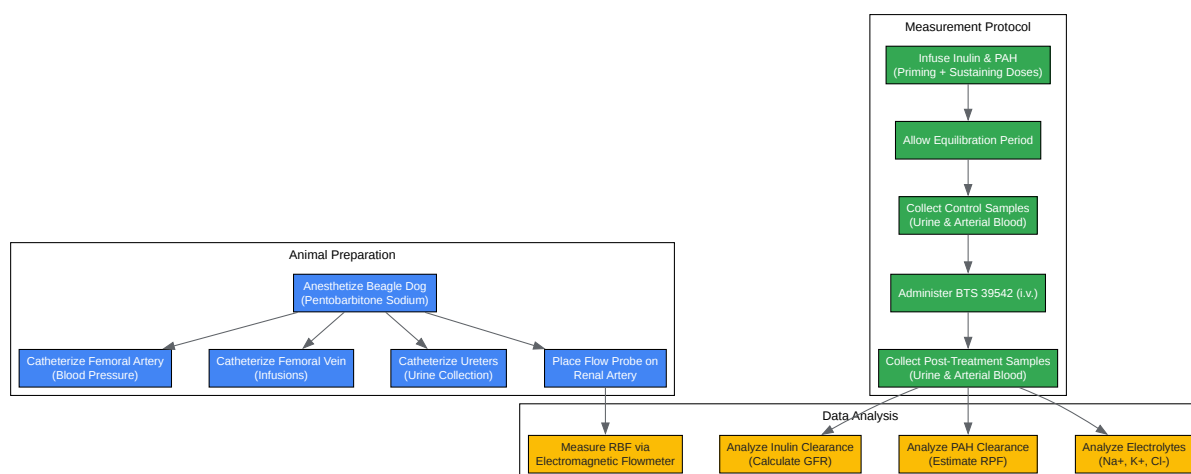 Measurement Protocol
Infuse Inulin & PAH
(Priming + Sustaining Doses)
Allow Equilibration Period
Collect Control Samples
(Urine & Arterial Blood)
Administer BTS 39542 (i.v.)
Collect Post-Treatment Samples
(Urine & Arterial Blood)
Animal Preparation
Anesthetize Beagle Dog
(Pentobarbitone Sodium)
Catheterize Femoral Artery
(Blood Pressure)
Catheterize Femoral Vein
(Infusions)
Catheterize Ureters
(Urine Collection)
Place Flow Probe on
Renal Artery
Data Analysis
Measure RBF via
Electromagnetic Flowmeter
Analyze Inulin Clearance
(Calculate GFR)
Analyze PAH Clearance
(Estimate RPF)
Analyze Electrolytes
(Na+, K+, Cl-)